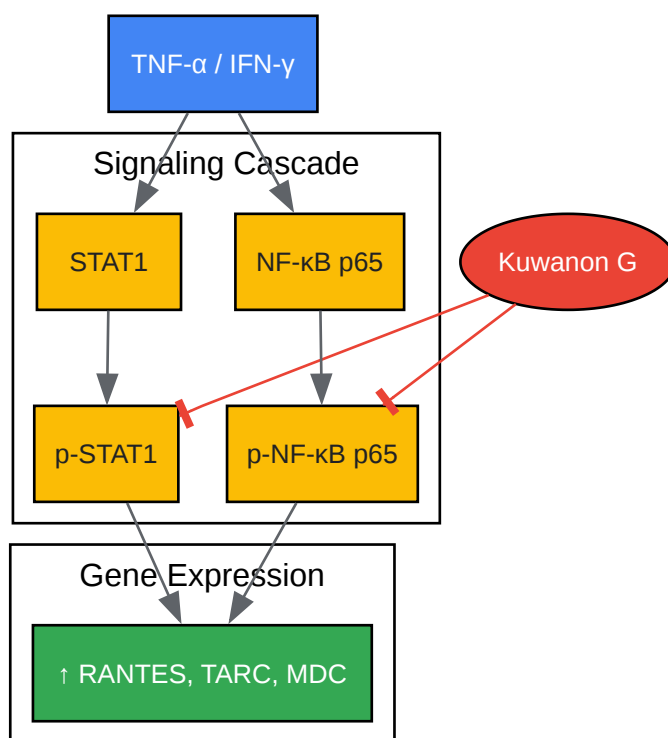 TNF-α / IFN-γ
Signaling Cascade
STAT1
NF-κB p65
Kuwanon G
p-STAT1
p-NF-κB p65
Gene Expression
↑ RANTES, TARC, MDC